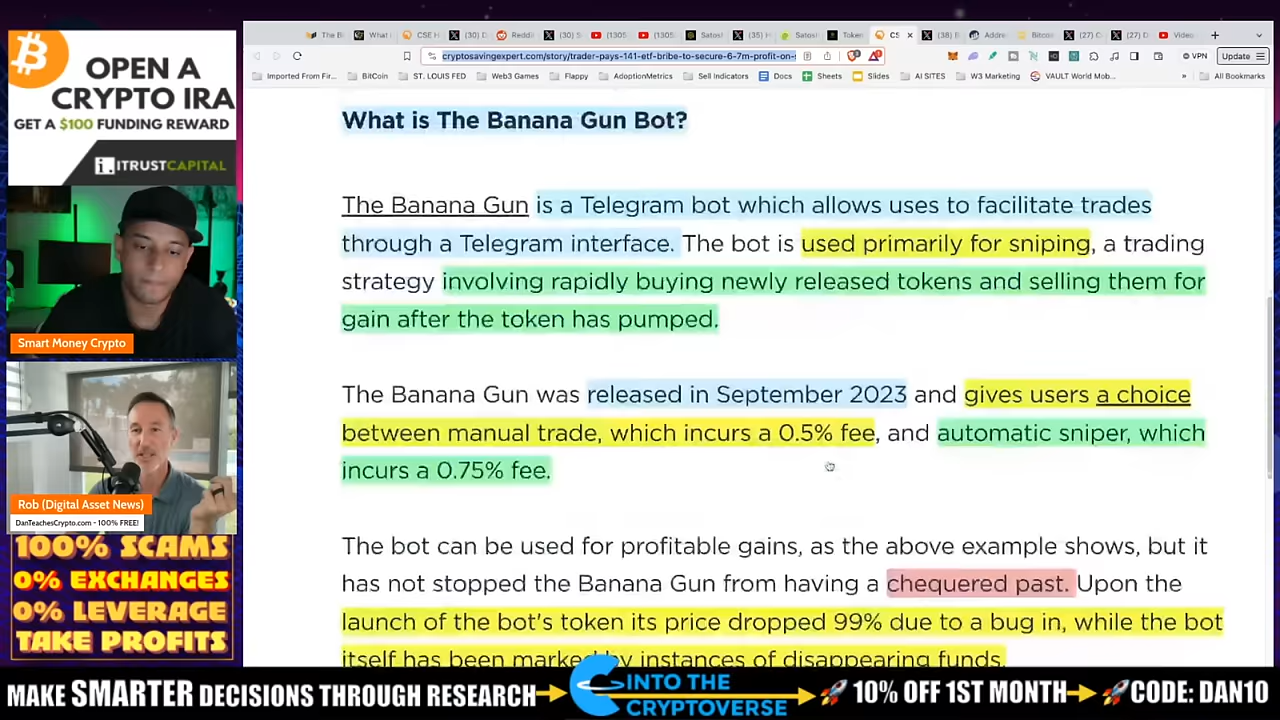 OPEN A
CRYPTO IRA
GET A $100 FUNDING REWARD
ITRUSTCAPITAL
Smart Money Crypto
Rob (Digital Asset News)
DanTeachesCrypto.com - 100% FREE!
100% SCAMS
0% EXCHANGES
0% LEVERAGE
TAKE PROFITS
cryptosavingexpert.com/story/trader-pays-141-etf-bribe-to-secure-6-7m-profit-on-
VPN
Update
Imported From Fir... BitCoin ST. LOUIS FED Web3 Games Flappy AdoptionMetrics Sell Indicators Docs Sheets Slides AI SITES W3 Marketing VAULT World Mob... » All Bookmarks
What is The Banana Gun Bot?
The Banana Gun is a Telegram bot which allows uses to facilitate trades
through a Telegram interface. The bot is used primarily for sniping, a trading
strategy involving rapidly buying newly released tokens and selling them for
gain after the token has pumped.
The Banana Gun was released in September 2023 and gives users a choice
between manual trade, which incurs a 0.5% fee, and automatic sniper, which
incurs a 0.75% fee.
The bot can be used for profitable gains, as the above example shows, but it
has not stopped the Banana Gun from having a chequered past. Upon the
launch of the bot's token its price dropped 99% due to a bug in, while the bot
itself has been marked by instances of disappearing funds.
MAKE SMARTER DECISIONS THROUGH RESEARCH
INTO THE
CRYPTOVERSE
10% OFF 1ST MONTH
CODE: DAN10